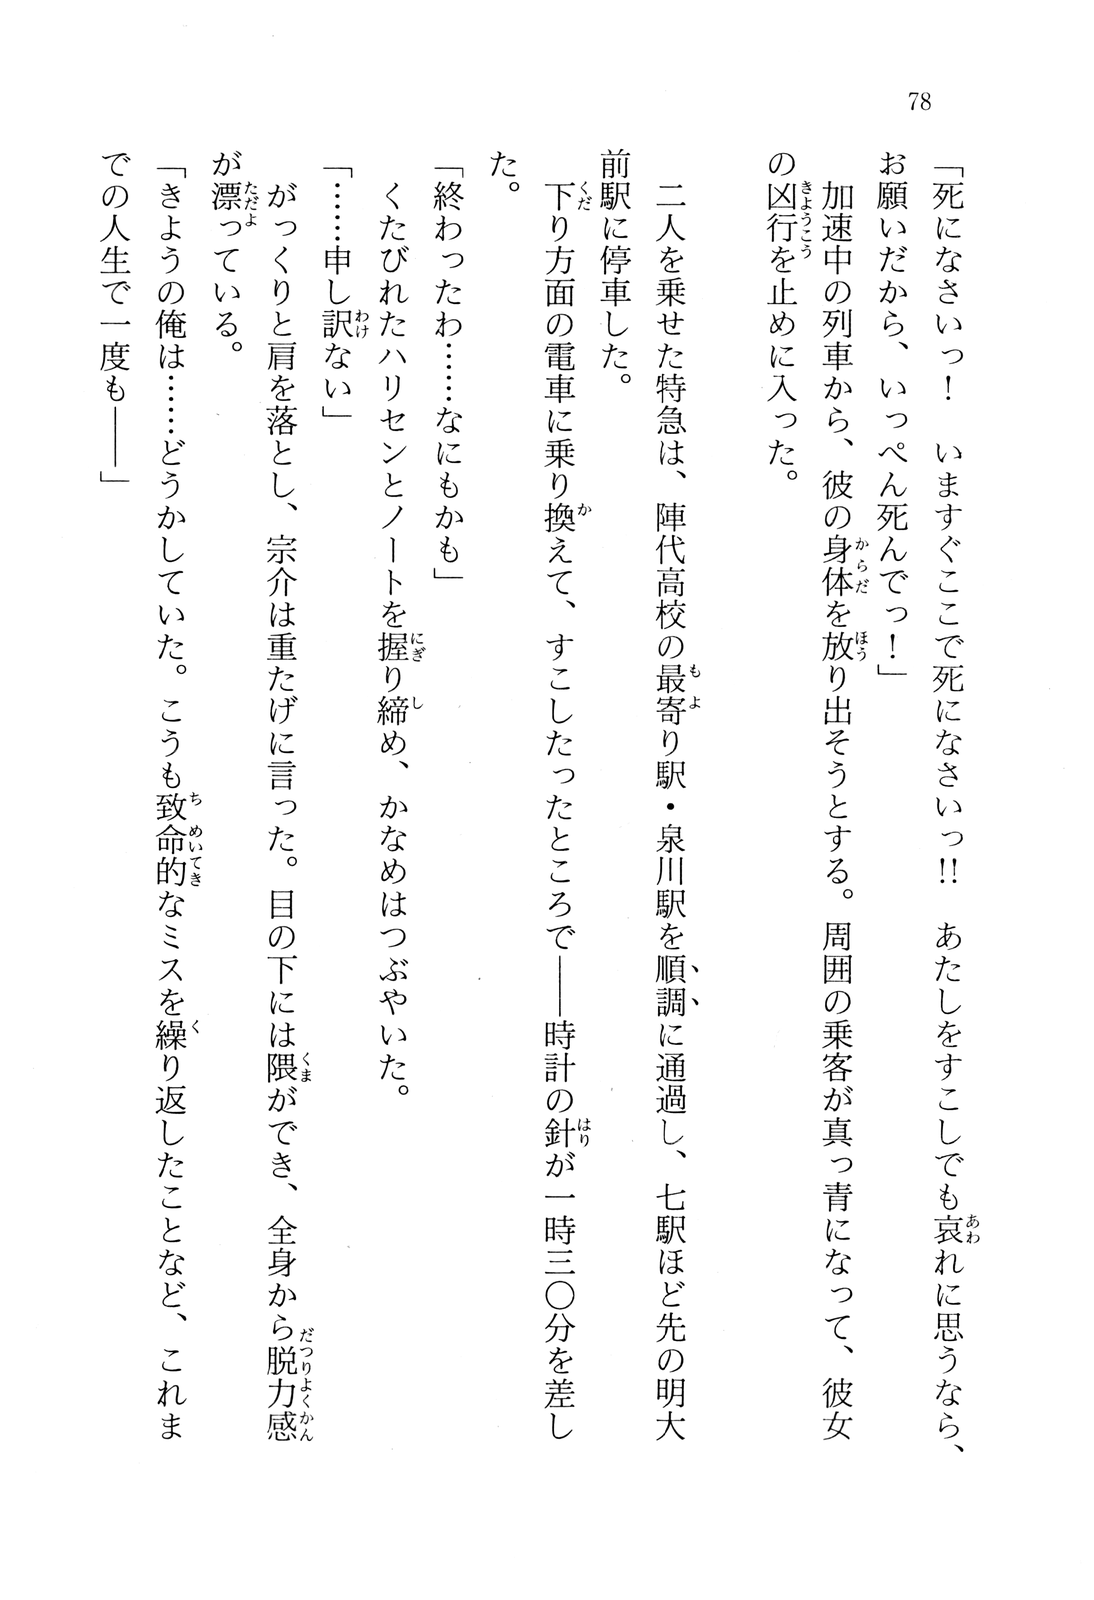 78
「死になさいっ！　いますぐここで死になさいっ!!　あたしをすこしでも哀れに思うなら、
お願いだから、いっぺん死んでっ！」
　加速中の列車から、彼の身体を放り出そうとする。周囲の乗客が真っ青になって、彼女
の凶行を止めに入った。
　二人を乗せた特急は、陣代高校の最寄り駅・泉川駅を順調に通過し、七駅ほど先の明大
前駅に停車した。
　下り方面の電車に乗り換えて、すこしたったところで――時計の針が一時三〇分を差し
た。
「終わったわ……なにもかも」
　くたびれたハリセンとノートを握り締め、かなめはつぶやいた。
「……申し訳ない」
　がっくりと肩を落とし、宗介は重たげに言った。目の下には隈ができ、全身から脱力感
が漂っている。
「きようの俺は……どうかしていた。こうも致命的なミスを繰り返したことなど、これま
での人生で一度も――」